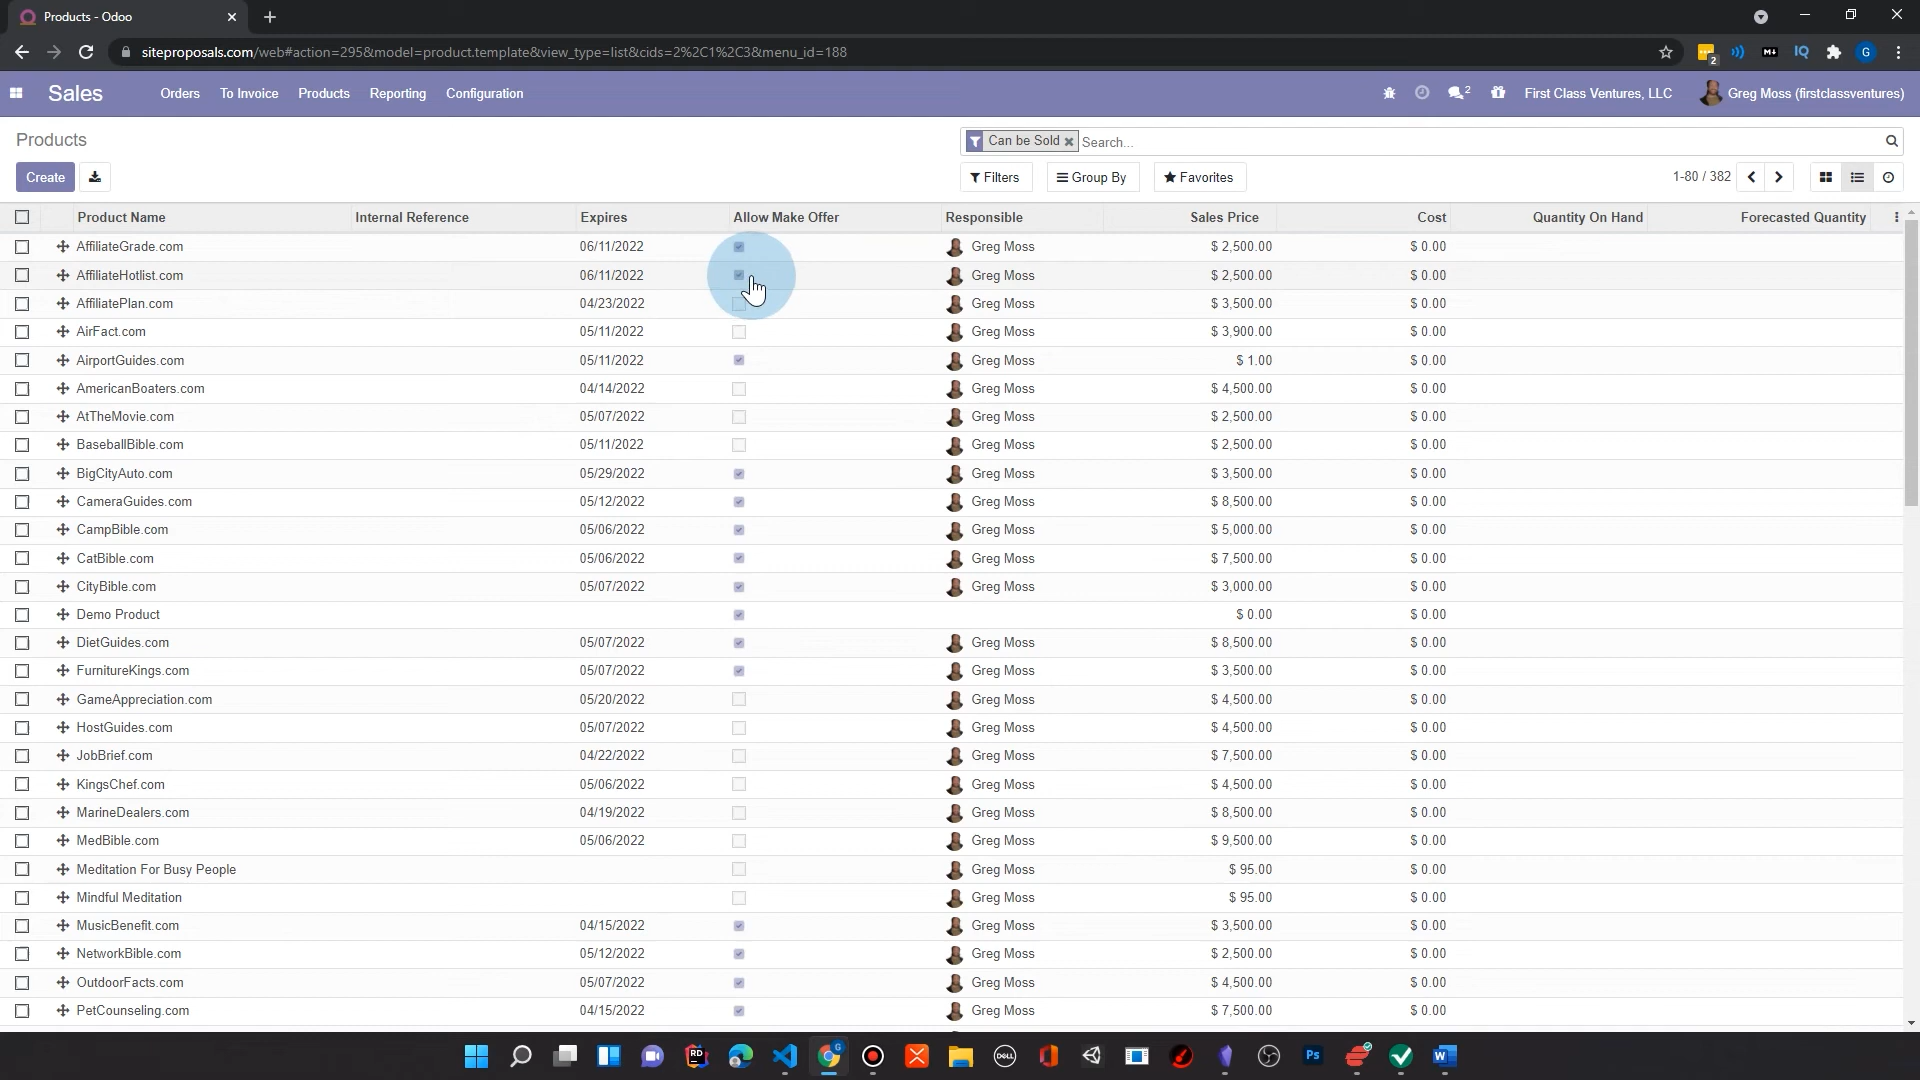 Products - Odoo
siteproposals.com/web#action=295&model=product.template&view_type=list&cids=2%2C1%2C3&menu_id=188
2 M IQ G
Sales Orders To Invoice Products Reporting Configuration 2 First Class Ventures, LLC Greg Moss (firstclassventures)
Products Can be Sold Search...
Create Filters Group By Favorites 1-80 / 382
Product Name Internal Reference Expires Allow Make Offer Responsible Sales Price Cost Quantity On Hand Forecasted Quantity
AffiliateGrade.com 06/11/2022 Greg Moss $ 2,500.00 $ 0.00
AffiliateHotlist.com 06/11/2022 Greg Moss $ 2,500.00 $ 0.00
AffiliatePlan.com 04/23/2022 Greg Moss $ 3,500.00 $ 0.00
AirFact.com 05/11/2022 Greg Moss $ 3,900.00 $ 0.00
AirportGuides.com 05/11/2022 Greg Moss $ 1.00 $ 0.00
AmericanBoaters.com 04/14/2022 Greg Moss $ 4,500.00 $ 0.00
AtTheMovie.com 05/07/2022 Greg Moss $ 2,500.00 $ 0.00
BaseballBible.com 05/11/2022 Greg Moss $ 2,500.00 $ 0.00
BigCityAuto.com 05/29/2022 Greg Moss $ 3,500.00 $ 0.00
CameraGuides.com 05/12/2022 Greg Moss $ 8,500.00 $ 0.00
CampBible.com 05/06/2022 Greg Moss $ 5,000.00 $ 0.00
CatBible.com 05/06/2022 Greg Moss $ 7,500.00 $ 0.00
CityBible.com 05/07/2022 Greg Moss $ 3,000.00 $ 0.00
Demo Product $ 0.00 $ 0.00
DietGuides.com 05/07/2022 Greg Moss $ 8,500.00 $ 0.00
FurnitureKings.com 05/07/2022 Greg Moss $ 3,500.00 $ 0.00
GameAppreciation.com 05/20/2022 Greg Moss $ 4,500.00 $ 0.00
HostGuides.com 05/07/2022 Greg Moss $ 4,500.00 $ 0.00
JobBrief.com 04/22/2022 Greg Moss $ 7,500.00 $ 0.00
KingsChef.com 05/06/2022 Greg Moss $ 4,500.00 $ 0.00
MarineDealers.com 04/19/2022 Greg Moss $ 8,500.00 $ 0.00
MedBible.com 05/06/2022 Greg Moss $ 9,500.00 $ 0.00
Meditation For Busy People Greg Moss $ 95.00 $ 0.00
Mindful Meditation Greg Moss $ 95.00 $ 0.00
MusicBenefit.com 04/15/2022 Greg Moss $ 3,500.00 $ 0.00
NetworkBible.com 05/12/2022 Greg Moss $ 2,500.00 $ 0.00
OutdoorFacts.com 05/07/2022 Greg Moss $ 4,500.00 $ 0.00
PetCounseling.com 04/15/2022 Greg Moss $ 7,500.00 $ 0.00
RD G DELL Ps W